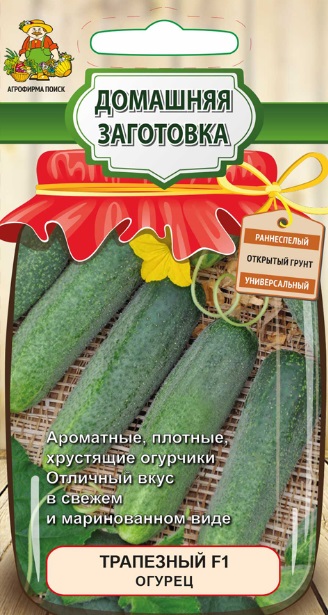 АГРОФИРМА ПОИСК
ДОМАШНЯЯ
ЗАГОТОВКА
РАННЕСПЕЛЫЙ
ОТКРЫТЫЙ ГРУНТ
УНИВЕРСАЛЬНЫЙ
Ароматные, плотные,
хрустящие огурчики
Отличный вкус
в свежем
и маринованном виде
ТРАПЕЗНЫЙ F1
ОГУРЕЦ